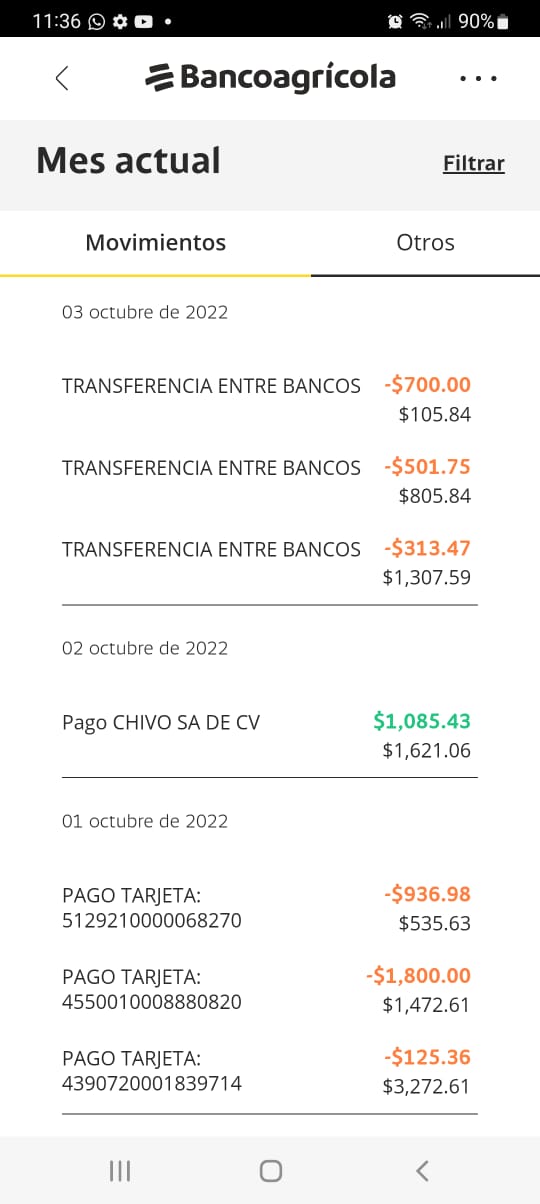 11:36 90%
Bancoagrícola
Mes actual Filtrar
Movimientos Otros
03 octubre de 2022
TRANSFERENCIA ENTRE BANCOS -$700.00
$105.84
TRANSFERENCIA ENTRE BANCOS -$501.75
$805.84
TRANSFERENCIA ENTRE BANCOS -$313.47
$1,307.59
02 octubre de 2022
Pago CHIVO SA DE CV $1,085.43
$1,621.06
01 octubre de 2022
PAGO TARJETA: -$936.98
5129210000068270 $535.63
PAGO TARJETA: -$1,800.00
4550010008880820 $1,472.61
PAGO TARJETA: -$125.36
4390720001839714 $3,272.61